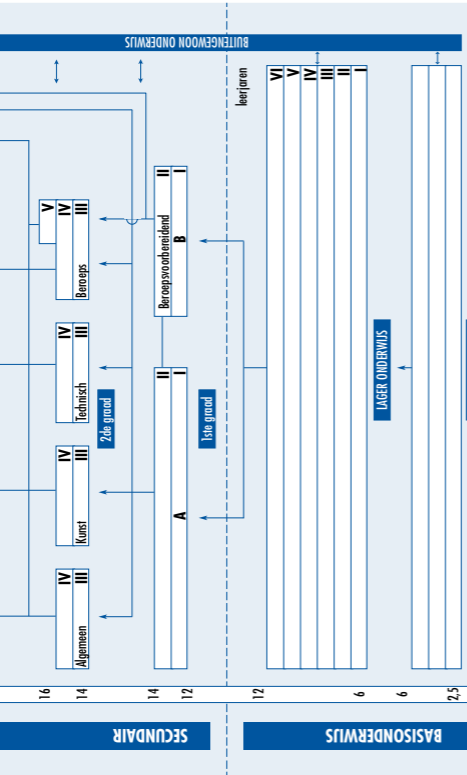 BUITENGEWOON ONDERWIJS
leerjaren
VI
V
IV
III
II
I
V
IV
III
Beroeps
II
I
Beroepsvoorbereidend
B
IV
III
Technisch
2de graad
II
I
A
1ste graad
LAGER ONDERWIJS
IV
III
Kunst
IV
III
Algemeen
16
14
14
12
12
6
6
2,5
SECUNDAIR
BASISONDERWIJS